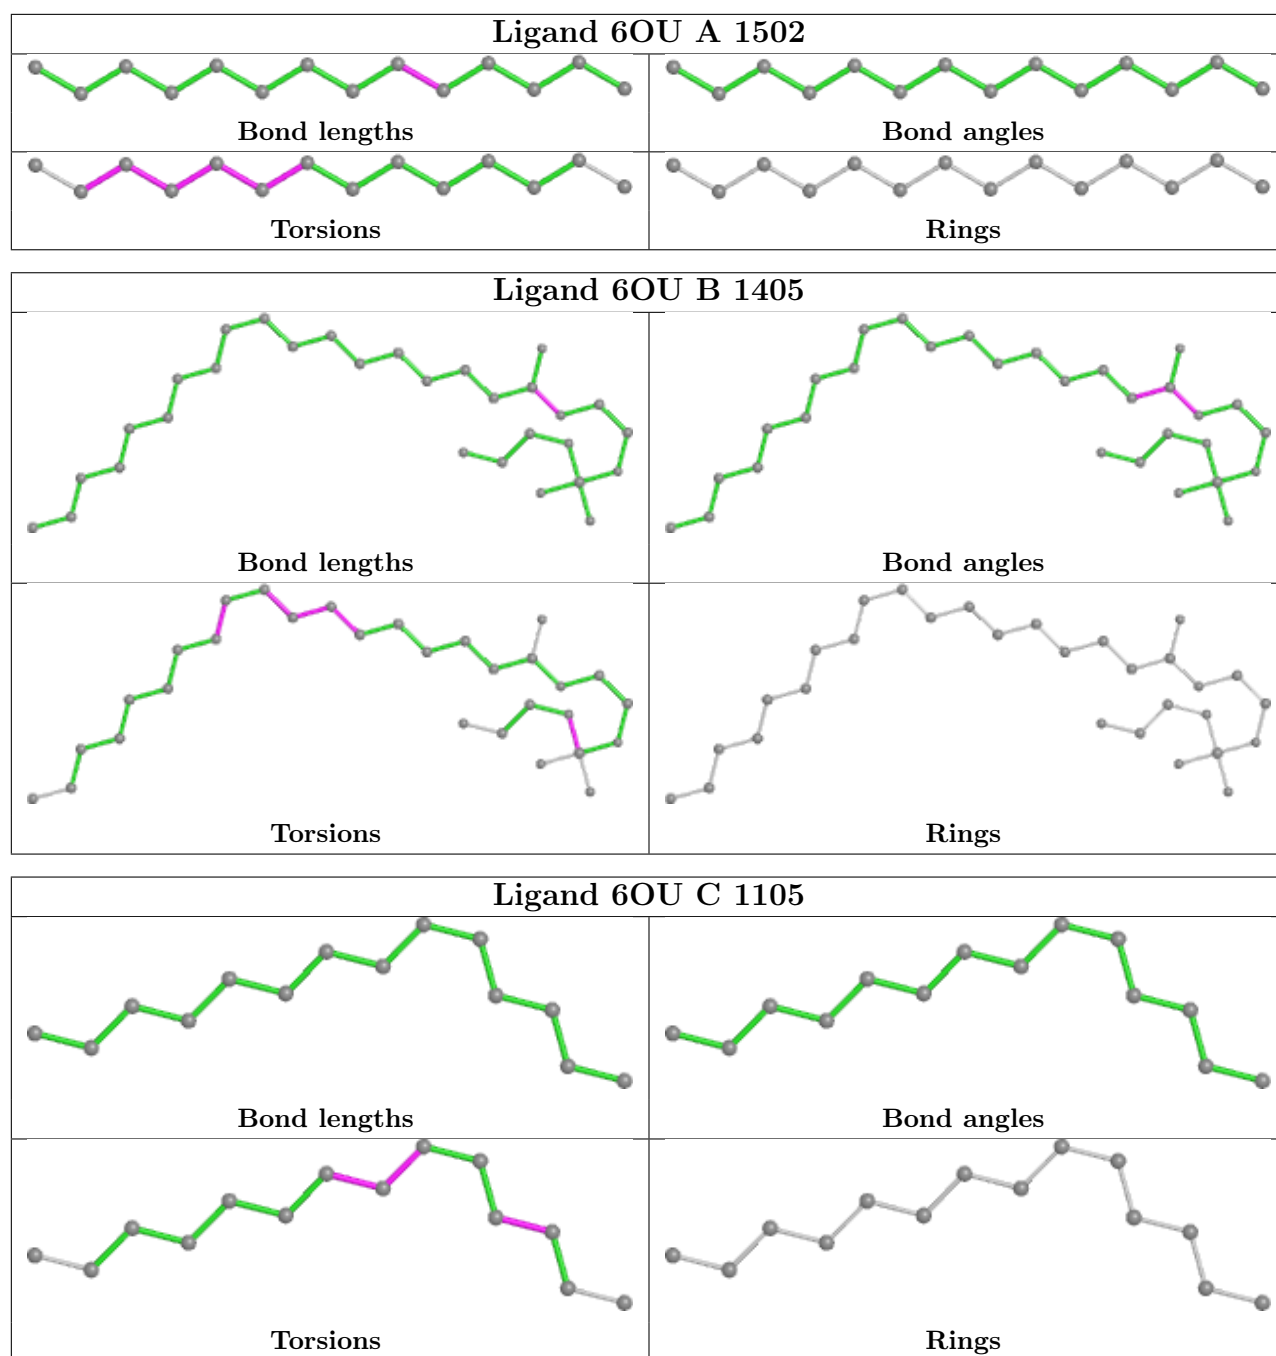 Ligand 6OU A 1502
Bond lengths
Bond angles
Torsions
Rings
Ligand 6OU B 1405
Bond lengths
Bond angles
Torsions
Rings
Ligand 6OU C 1105
Bond lengths
Bond angles
Torsions
Rings